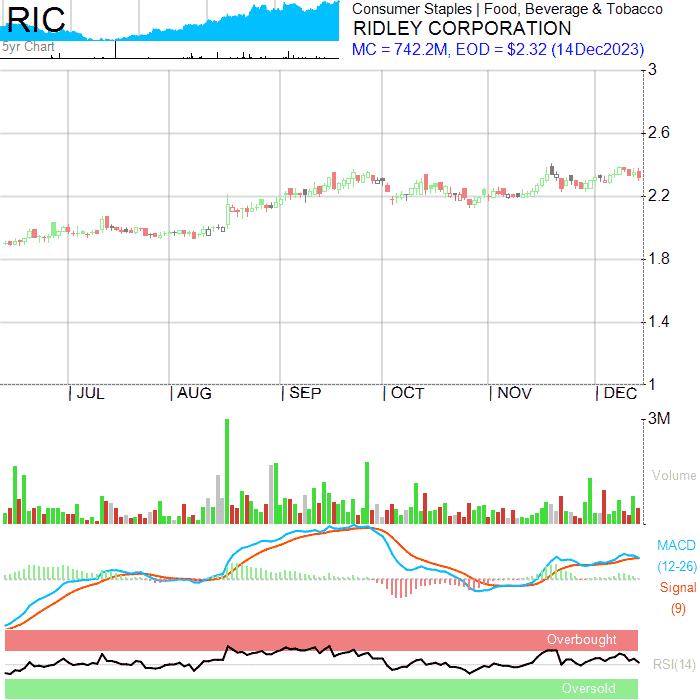 RIC
5yr Chart
Consumer Staples | Food, Beverage & Tobacco
RIDLEY CORPORATION
MC = 742.2M, EOD = $2.32 (14Dec2023)
3
2.6
2.2
1.8
1.4
1
JUL AUG SEP OCT NOV DEC
3M
Volume
MACD
(12-26)
Signal
(9)
Overbought
RSI(14)
Oversold